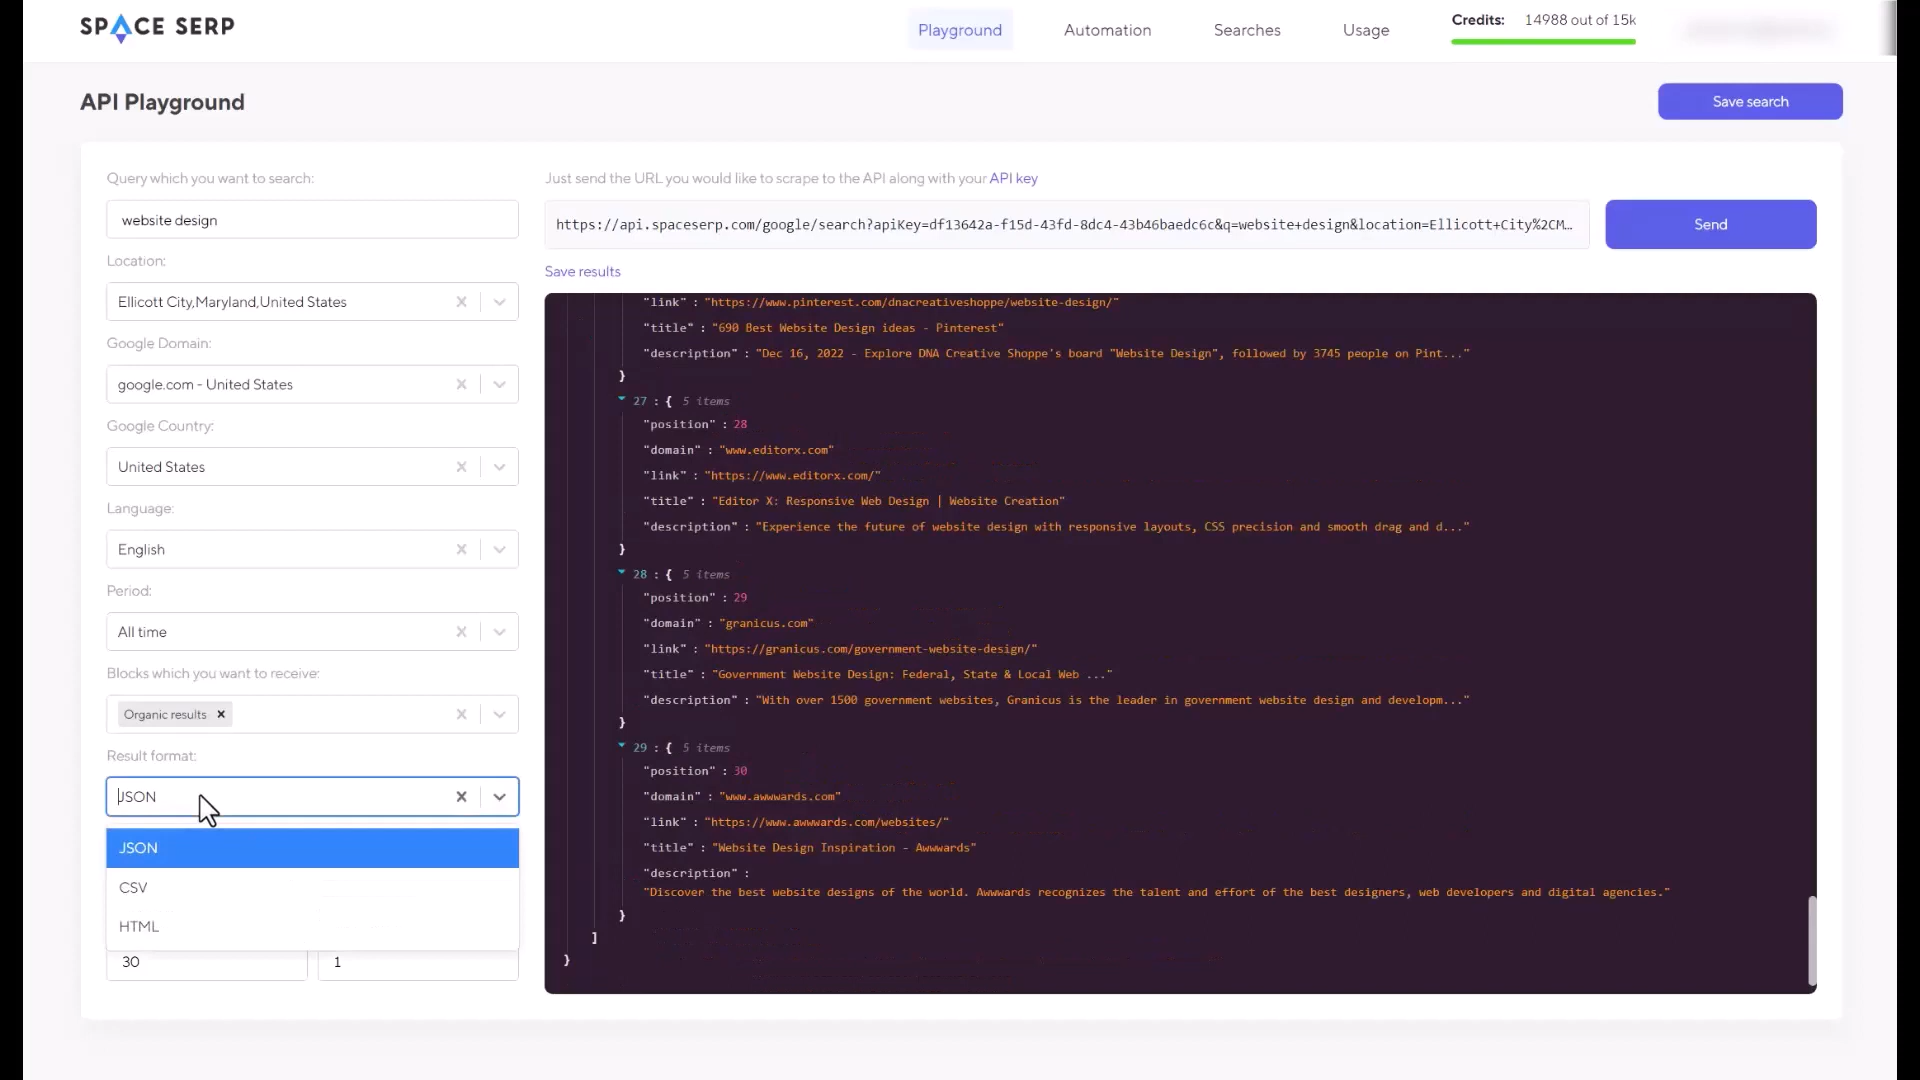 SPACE SERP
Playground
Automation
Searches
Usage
Credits: 14988 out of 15k
API Playground
Save search
Query which you want to search:
website design
Location:
Ellicott City,Maryland,United States
Google Domain:
google.com - United States
Google Country:
United States
Language:
English
Period:
All time
Blocks which you want to receive:
Organic results
Result format:
JSON
JSON
CSV
HTML
30
1
Just send the URL you would like to scrape to the API along with your API key
https://api.spaceserp.com/google/search?apiKey=df13642a-f15d-43fd-8dc4-43b46baedc6c&q=website+design&location=Ellicott+City%2CM...
Send
Save results
"link" : "https://www.pinterest.com/dnacreativeshoppe/website-design/"
"title" : "690 Best Website Design ideas - Pinterest"
"description" : "Dec 16, 2022 - Explore DNA Creative Shoppe's board "Website Design", followed by 3745 people on Pint..."
}
27 : { 5 items
"position" : 28
"domain" : "www.editorx.com"
"link" : "https://www.editorx.com/"
"title" : "Editor X: Responsive Web Design | Website Creation"
"description" : "Experience the future of website design with responsive layouts, CSS precision and smooth drag and d..."
}
28 : { 5 items
"position" : 29
"domain" : "granicus.com"
"link" : "https://granicus.com/government-website-design/"
"title" : "Government Website Design: Federal, State & Local Web ..."
"description" : "With over 1500 government websites, Granicus is the leader in government website design and developm..."
}
29 : { 5 items
"position" : 30
"domain" : "www.awwwards.com"
"link" : "https://www.awwwards.com/websites/"
"title" : "Website Design Inspiration - Awwwards"
"description" :
"Discover the best website designs of the world. Awwwards recognizes the talent and effort of the best designers, web developers and digital agencies."
}
]
}